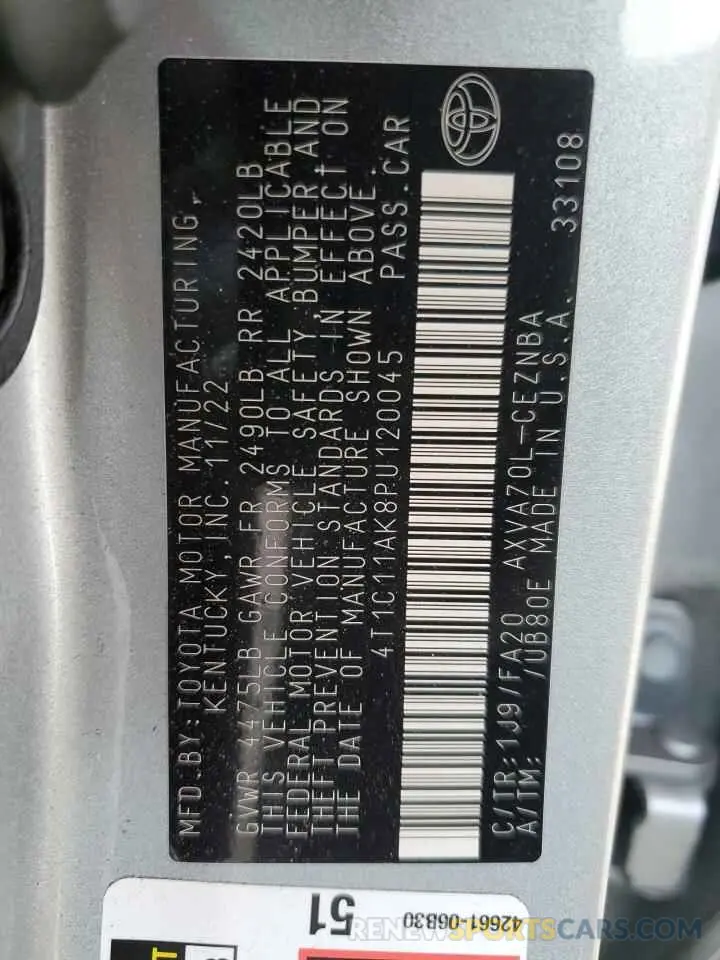 MFD.BY:TOYOTA MOTOR MANUFACTURING,
KENTUCKY,INC. 11/22
GVWR 4475LB GAWR FR 2490LB RR 2420LB
THIS VEHICLE CONFORMS TO ALL APPLICABLE
FEDERAL MOTOR VEHICLE SAFETY, BUMPER AND
THEFT PREVENTION STANDARDS IN EFFECT ON
THE DATE OF MANUFACTURE SHOWN ABOVE.
4T1C11AK8PU120045 PASS.CAR
C/TR:1J9/FA20 AXVA70L-CEZNBA
A/TM: /UB80E MADE IN U.S.A. 33108
51
42661-06B30
RENEWSPORTSCARS.COM